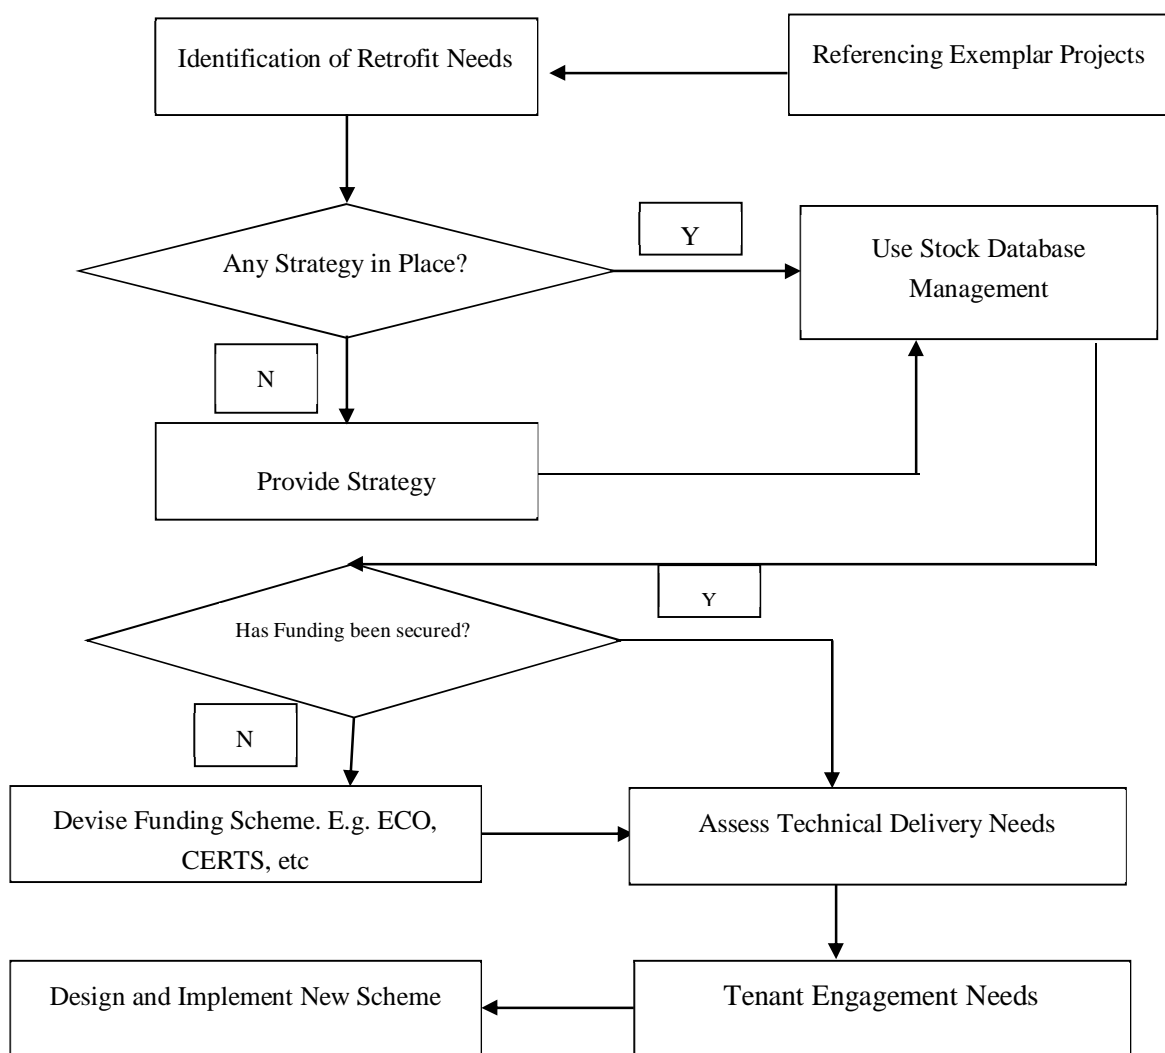 Identification of Retrofit Needs
Referencing Exemplar Projects
Any Strategy in Place?
Y
Use Stock Database
Management
N
Provide Strategy
Y
Has Funding been secured?
N
Devise Funding Scheme. E.g. ECO,
CERTS, etc
Assess Technical Delivery Needs
Design and Implement New Scheme
Tenant Engagement Needs